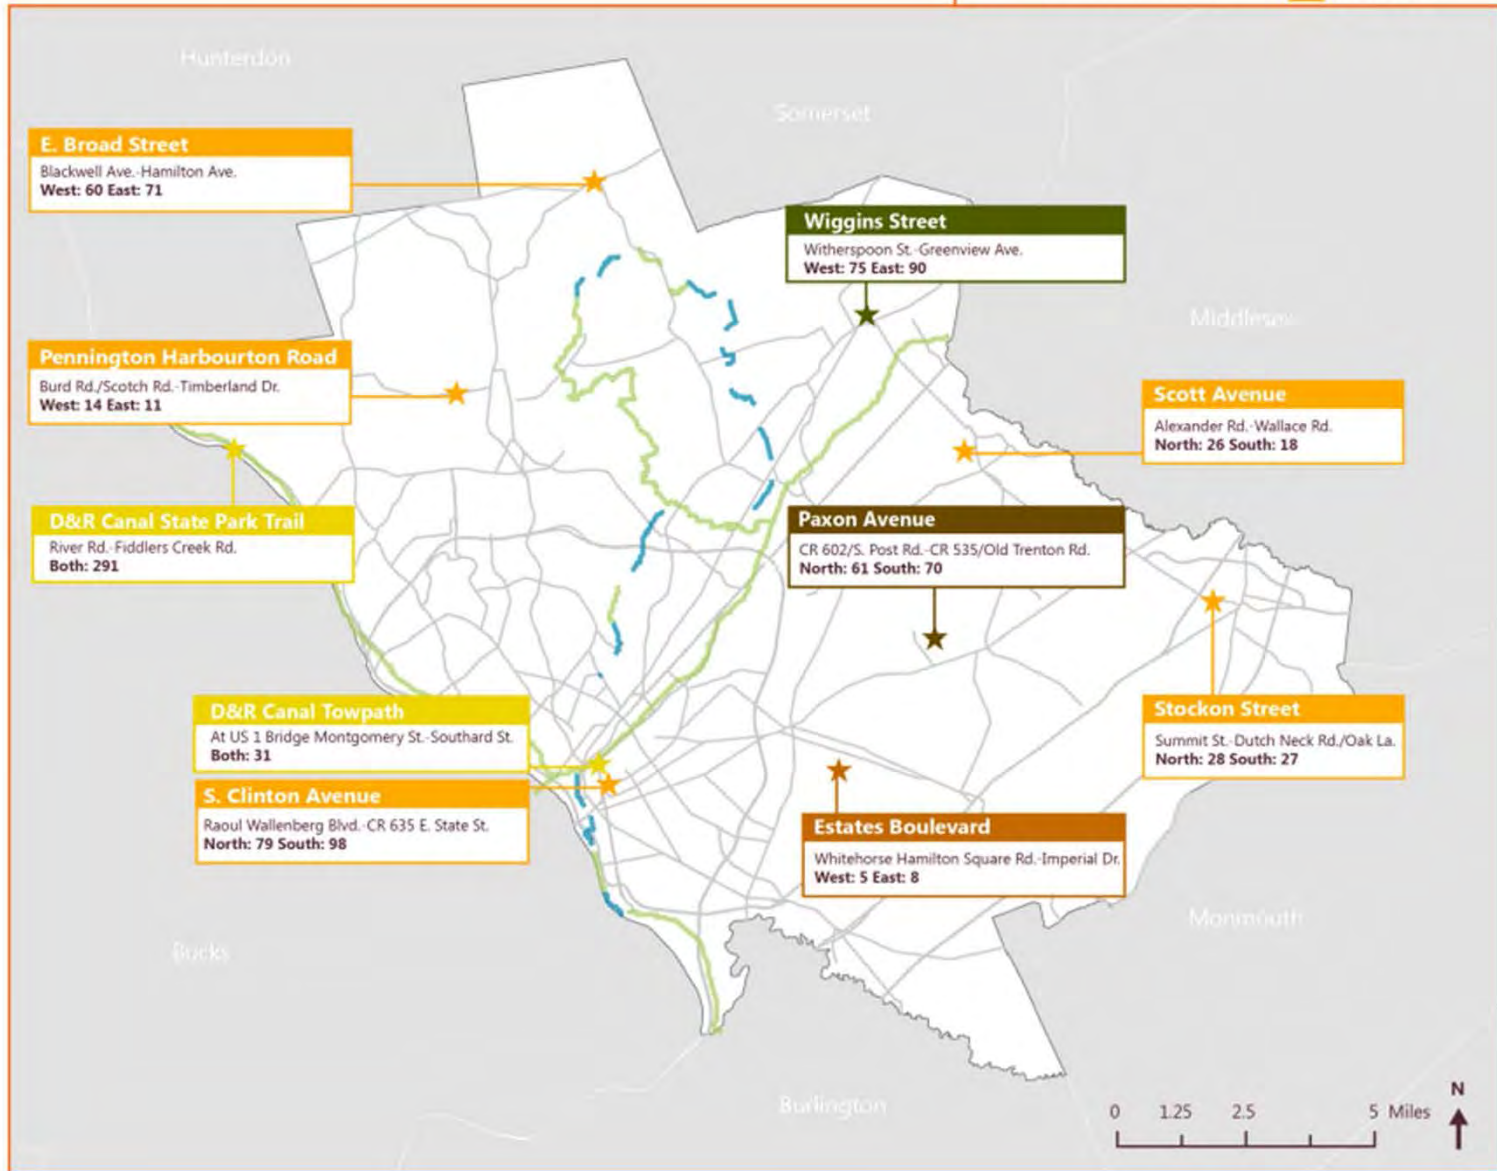 Hunterdon
Somerset
E. Broad Street
Blackwell Ave.-Hamilton Ave.
West: 60 East: 71
Wiggins Street
Witherspoon St.-Greenview Ave.
West: 75 East: 90
Middlesex
Pennington Harbourton Road
Burd Rd./Scotch Rd.-Timberland Dr.
West: 14 East: 11
Scott Avenue
Alexander Rd.-Wallace Rd.
North: 26 South: 18
D&R Canal State Park Trail
River Rd.-Fiddlers Creek Rd.
Both: 291
Paxon Avenue
CR 602/S. Post Rd.-CR 535/Old Trenton Rd.
North: 61 South: 70
D&R Canal Towpath
At US 1 Bridge Montgomery St.-Southard St.
Both: 31
Stockon Street
Summit St.-Dutch Neck Rd./Oak La.
North: 28 South: 27
S. Clinton Avenue
Raoul Wallenberg Blvd.-CR 635 E. State St.
North: 79 South: 98
Estates Boulevard
Whitehorse Hamilton Square Rd.-Imperial Dr.
West: 5 East: 8
Bucks
Monmouth
Burlington
0 1.25 2.5 5 Miles
N